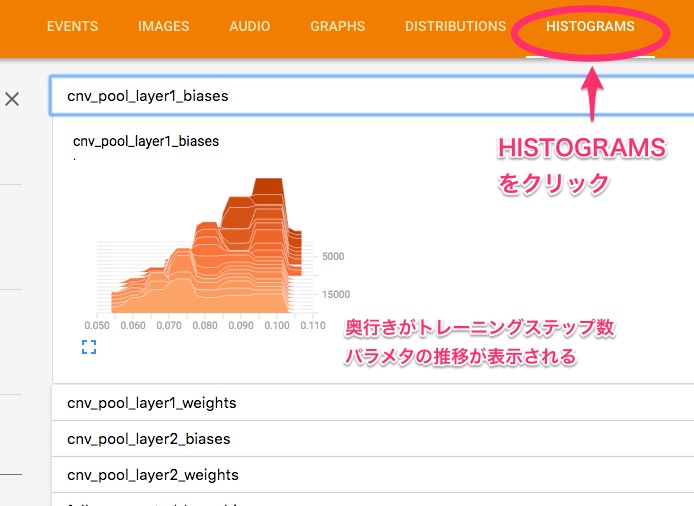 EVENTS IMAGES AUDIO GRAPHS DISTRIBUTIONS HISTOGRAMS
cnv_pool_layer1_biases
cnv_pool_layer1_biases
.
HISTOGRAMS
をクリック
5000
15000
0.050 0.060 0.070 0.080 0.090 0.100 0.110
奥行きがトレーニングステップ数
パラメタの推移が表示される
cnv_pool_layer1_weights
cnv_pool_layer2_biases
cnv_pool_layer2_weights